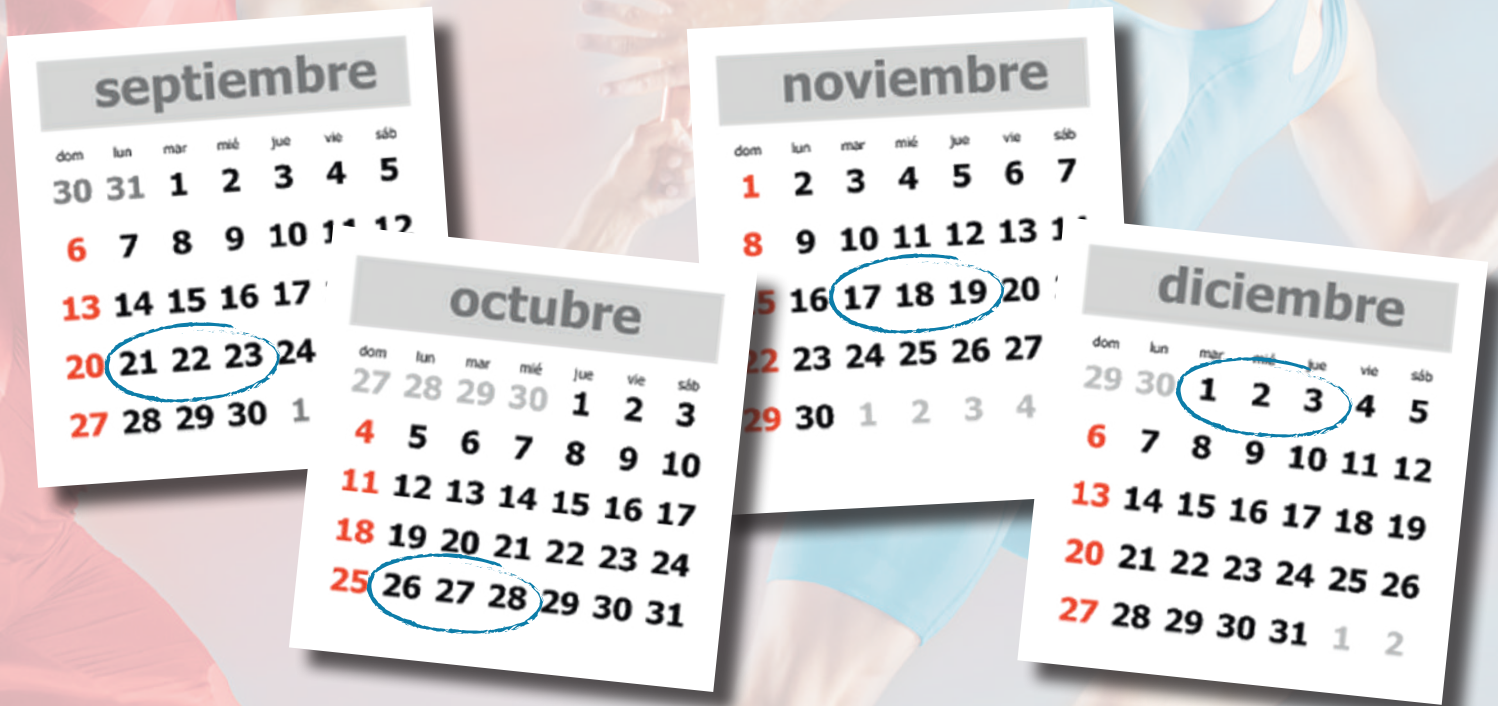 septiembre
dom lun mar mié jue vie sáb
30 31 1 2 3 4 5
6 7 8 9 10 11 12
13 14 15 16 17
20 21 22 23 24
27 28 29 30 1
octubre
dom lun mar mié jue vie sáb
27 28 29 30 1 2 3
4 5 6 7 8 9 10
11 12 13 14 15 16 17
18 19 20 21 22 23 24
25 26 27 28 29 30 31
noviembre
dom lun mar mié jue vie sáb
1 2 3 4 5 6 7
8 9 10 11 12 13
16 17 18 19 20
22 23 24 25 26 27
29 30 1 2 3 4
diciembre
dom lun mar mié jue vie sáb
29 30 1 2 3 4 5
6 7 8 9 10 11 12
13 14 15 16 17 18 19
20 21 22 23 24 25 26
27 28 29 30 31 1 2